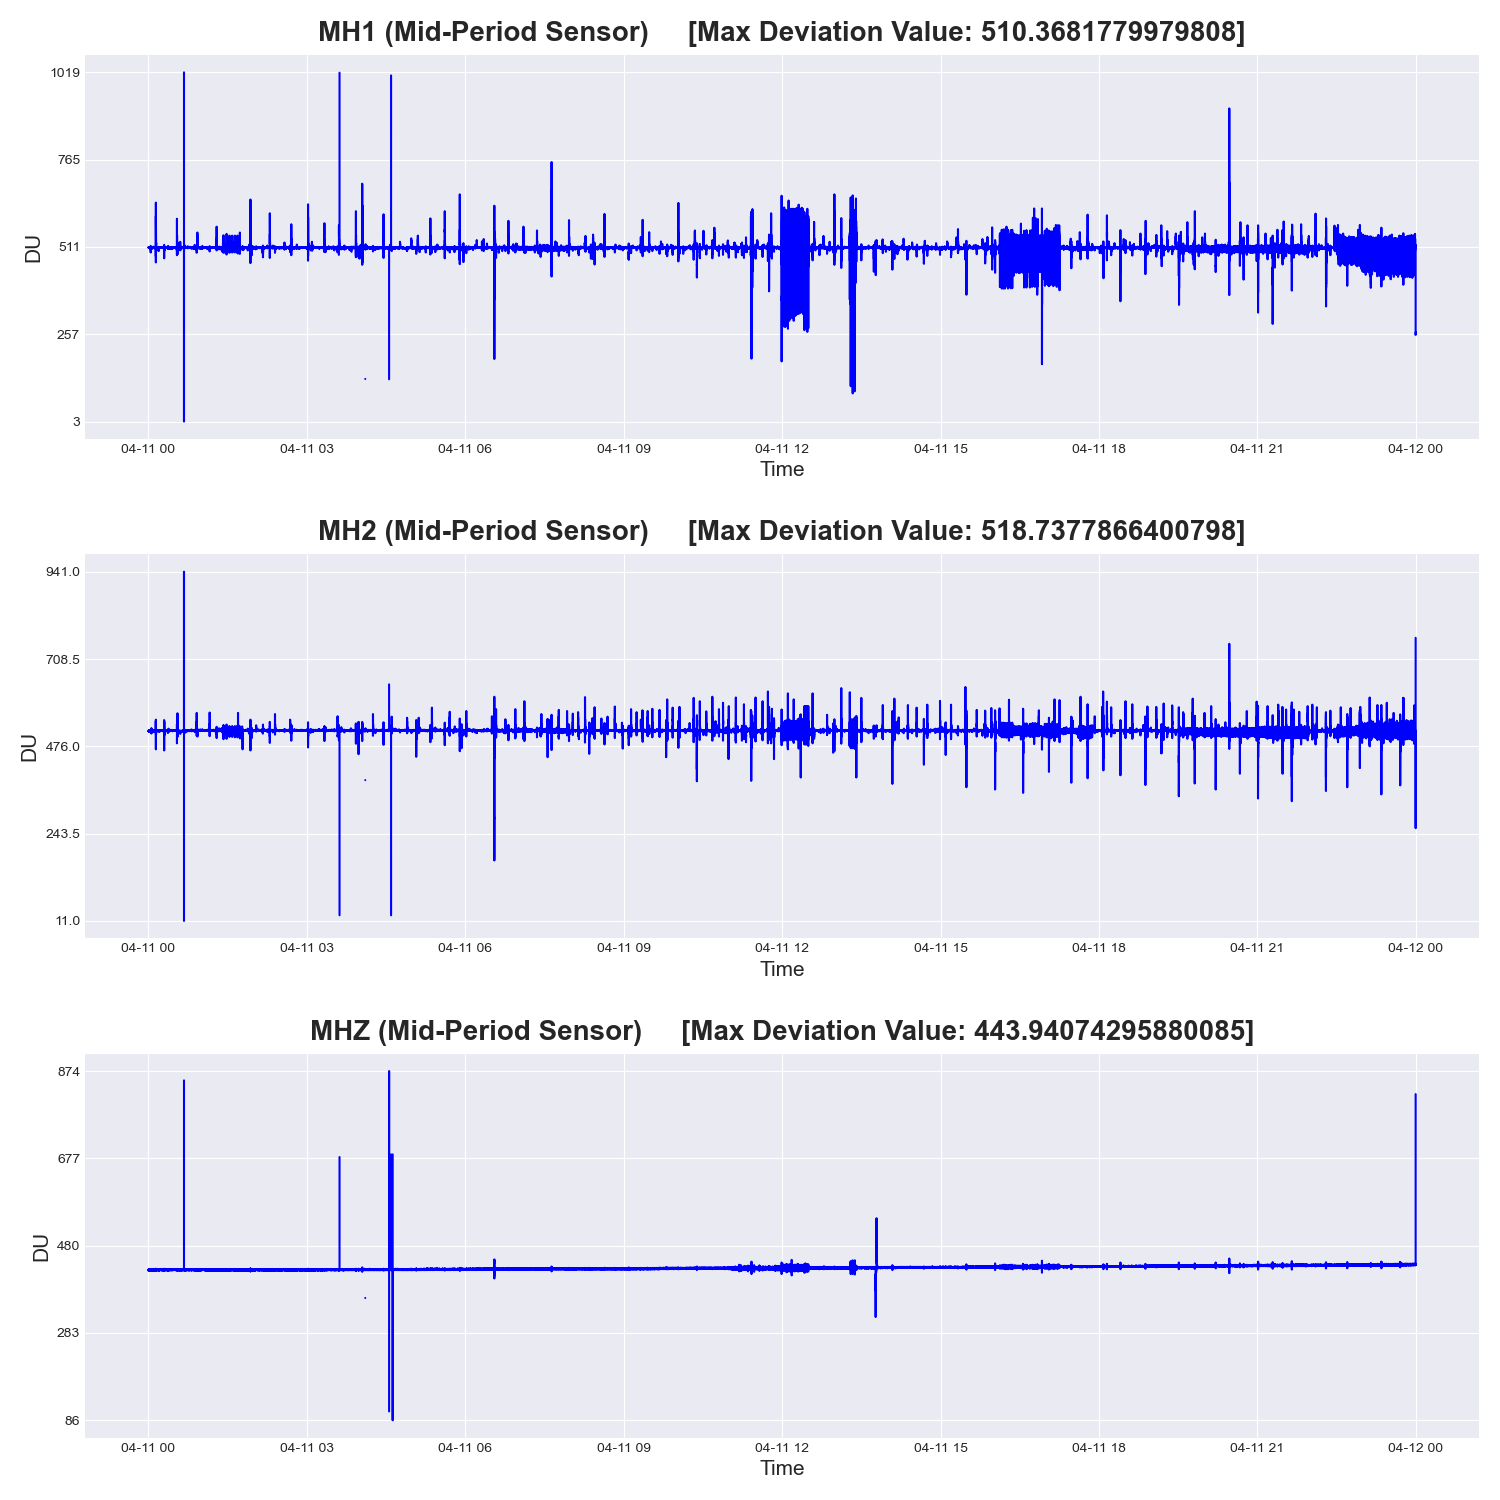 MH1 (Mid-Period Sensor) [Max Deviation Value: 510.3681779979808]
1019
765
511
257
3
DU
04-11 00 04-11 03 04-11 06 04-11 09 04-11 12 04-11 15 04-11 18 04-11 21 04-12 00
Time
MH2 (Mid-Period Sensor) [Max Deviation Value: 518.7377866400798]
941.0
708.5
476.0
243.5
11.0
DU
04-11 00 04-11 03 04-11 06 04-11 09 04-11 12 04-11 15 04-11 18 04-11 21 04-12 00
Time
MHZ (Mid-Period Sensor) [Max Deviation Value: 443.94074295880085]
874
677
480
283
86
DU
04-11 00 04-11 03 04-11 06 04-11 09 04-11 12 04-11 15 04-11 18 04-11 21 04-12 00
Time